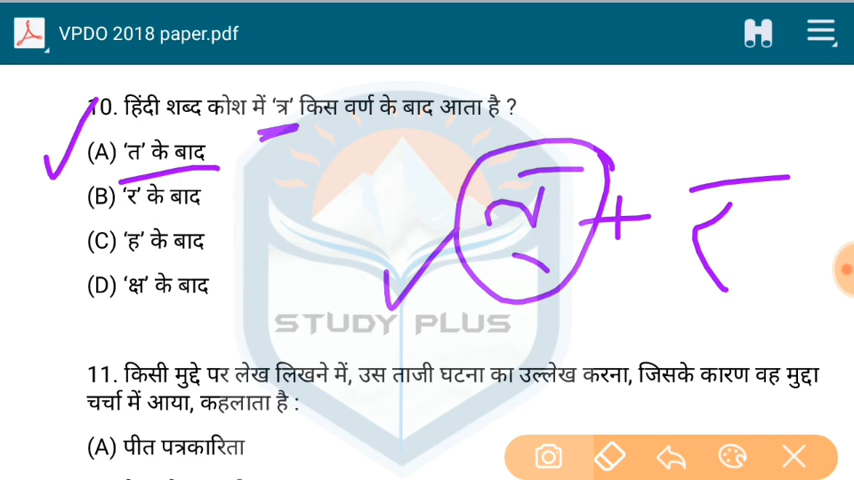 VPDO 2018 paper.pdf
10. हिंदी शब्द कोश में ‘त्र’ किस वर्ण के बाद आता है ?
(A) ‘त’ के बाद
(B) ‘र’ के बाद
(C) ‘ह’ के बाद
(D) ‘क्ष’ के बाद
त् + र
STUDY PLUS
11. किसी मुद्दे पर लेख लिखने में, उस ताजी घटना का उल्लेख करना, जिसके कारण वह मुद्दा
चर्चा में आया, कहलाता है :
(A) पीत पत्रकारिता